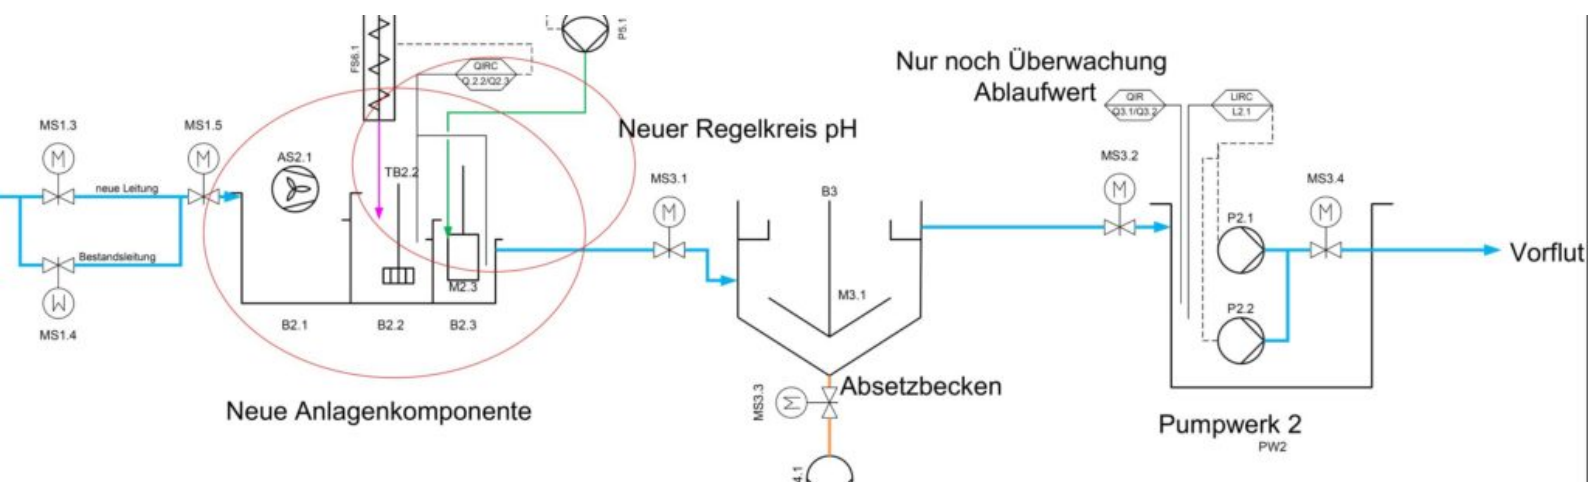 FS6.1
P5.1
QIRC
Q.2.2/Q2.3
Nur noch Überwachung
Ablaufwert
QIR
Q3.1/Q3.2
LIRC
L2.1
MS1.3
M
MS1.5
M
AS2.1
TB2.2
Neuer Regelkreis pH
MS3.1
M
B3
MS3.2
M
MS3.4
M
neue Leitung
P2.1
Vorflut
Bestandsleitung
M
MS1.4
M2.3
M3.1
P2.2
B2.1
B2.2
B2.3
MS3.3
M
Absetzbecken
Neue Anlagenkomponente
Pumpwerk 2
PW2
4.1